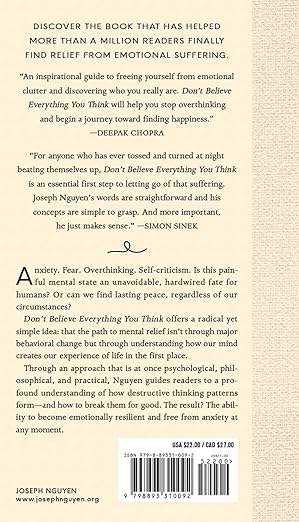 DISCOVER THE BOOK THAT HAS HELPED
MORE THAN A MILLION READERS FINALLY
FIND RELIEF FROM EMOTIONAL SUFFERING.
“An inspirational guide to freeing yourself from emotional
clutter and discovering who you really are. Don’t Believe
Everything You Think will help you stop overthinking
and begin a journey toward finding happiness.”
—DEEPAK CHOPRA
“For anyone who has ever tossed and turned at night
beating themselves up, Don’t Believe Everything You Think
is an essential first step to letting go of that suffering.
Joseph Nguyen’s words are straightforward and his
concepts are simple to grasp. And more important,
he just makes sense.” —SIMON SINEK
Anxiety. Fear. Overthinking. Self-criticism. Is this pain-
ful mental state an unavoidable, hardwired fate for
humans? Or can we find lasting peace, regardless of our
circumstances?
Don’t Believe Everything You Think offers a radical yet
simple idea: that the path to mental relief isn’t through major
behavioral change but through understanding how our mind
creates our experience of life in the first place.
Through an approach that is at once psychological, phil-
osophical, and practical, Nguyen guides readers to a pro-
found understanding of how destructive thinking patterns
form—and how to break them for good. The result? The abil-
ity to become emotionally resilient and free from anxiety at
any moment.
USA $22.00 / CAD $27.00
ISBN 979-8-89331-009-2
52200
9 798893 310092
JOSEPH NGUYEN
www.josephnguyen.org